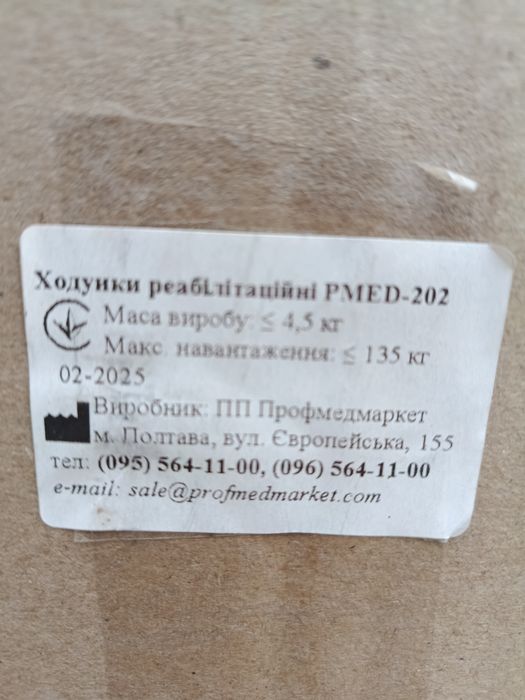 Ходунки реабілітаційні PMED-202
Маса виробу: ≤ 4,5 кг
Макс. навантаження: ≤ 135 кг
02-2025
Виробник: ПП Профмедмаркет
м. Полтава, вул. Європейська, 155
тел: (095) 564-11-00, (096) 564-11-00
e-mail: sale@profmedmarket.com